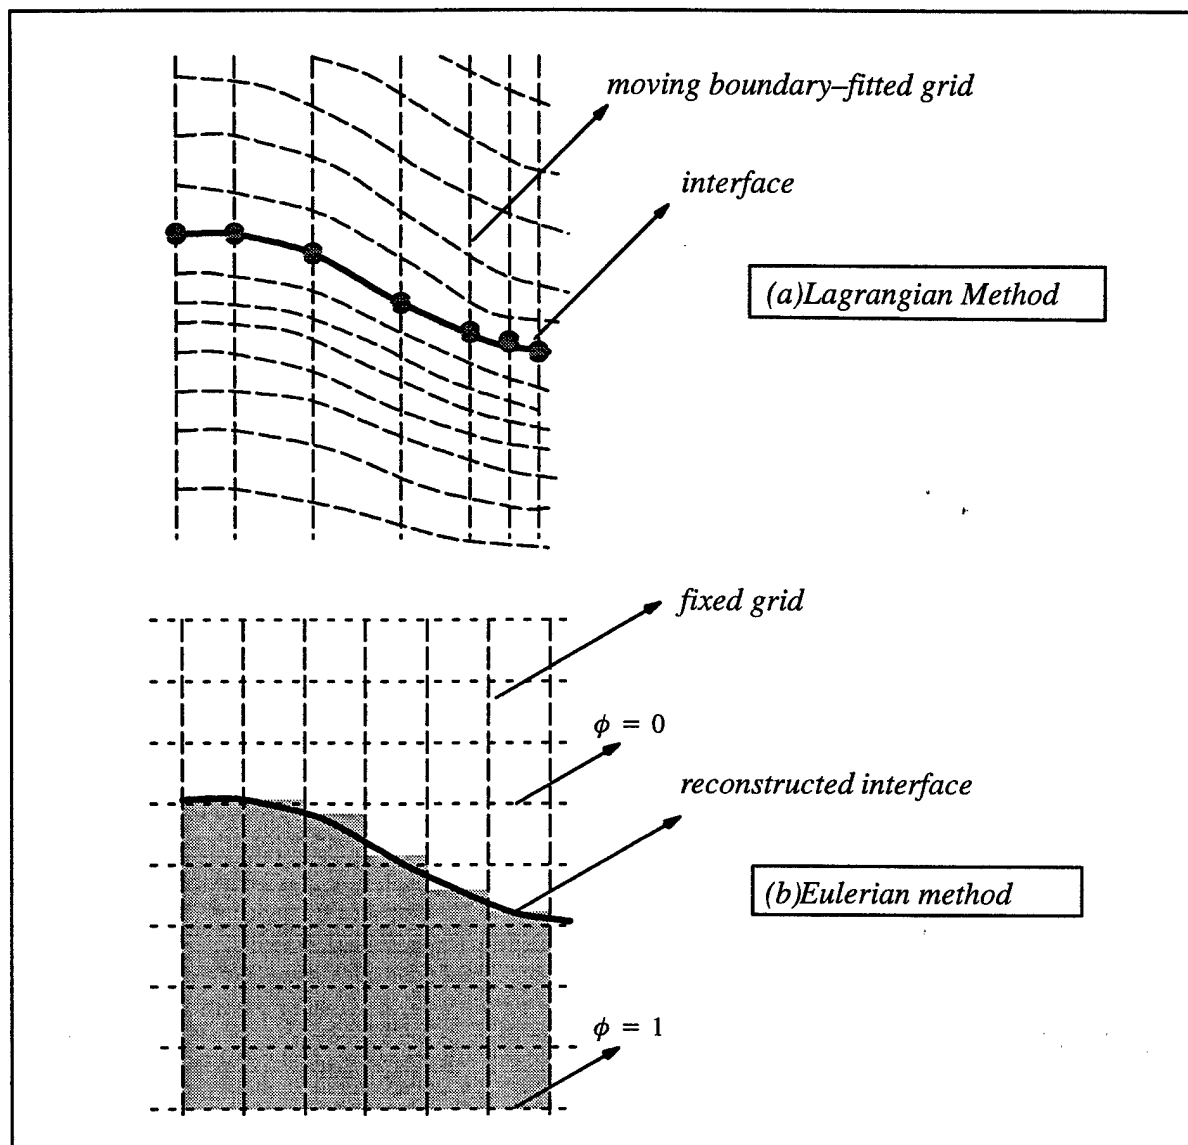 moving boundary–fitted grid
interface
(a)Lagrangian Method
fixed grid
ϕ = 0
reconstructed interface
(b)Eulerian method
ϕ = 1